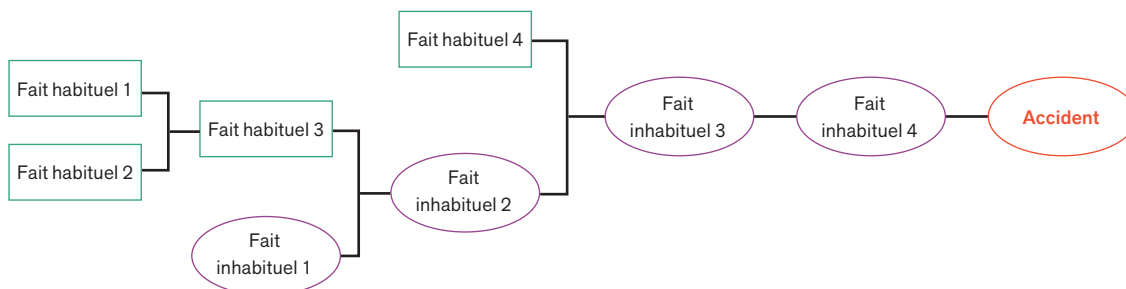 Fait habituel 4
Fait habituel 1
Fait habituel 2
Fait habituel 3
Fait
inhabituel 1
Fait
inhabituel 2
Fait
inhabituel 3
Fait
inhabituel 4
Accident